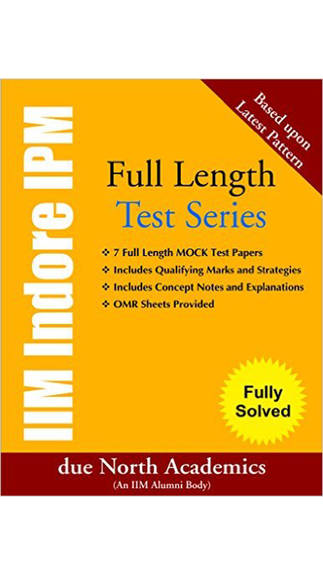 IIM Indore IPM
Based upon
Latest Pattern
Full Length
Test Series
❖ 7 Full Length MOCK Test Papers
❖ Includes Qualifying Marks and Strategies
❖ Includes Concept Notes and Explanations
❖ OMR Sheets Provided
Fully
Solved
due North Academics
(An IIM Alumni Body)